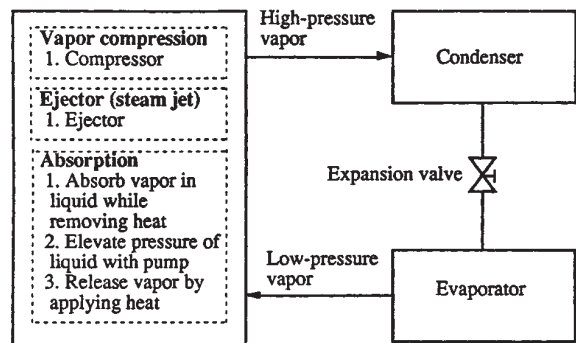 Vapor compression
1. Compressor
Ejector (steam jet)
1. Ejector
Absorption
1. Absorb vapor in
liquid while
removing heat
2. Elevate pressure of
liquid with pump
3. Release vapor by
applying heat
High-pressure
vapor
Condenser
Expansion valve
Low-pressure
vapor
Evaporator